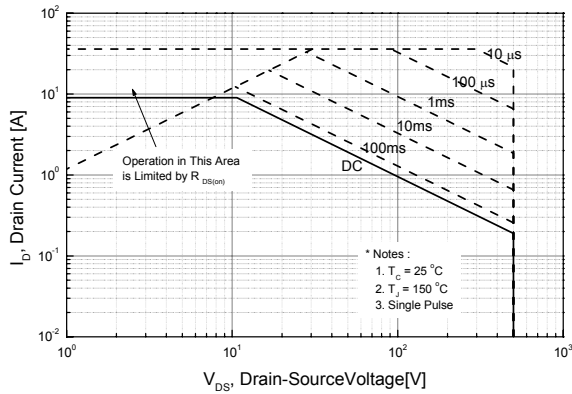 10²
10 μs
100 μs
10¹
1ms
10ms
Operation in This Area
is Limited by R DS(on)
100ms
10⁰
DC
I_D, Drain Current [A]
10⁻¹
* Notes :
1. T_C = 25 °C
2. T_J = 150 °C
3. Single Pulse
10⁻²
10⁰
10¹
10²
10³
V_DS, Drain-SourceVoltage[V]